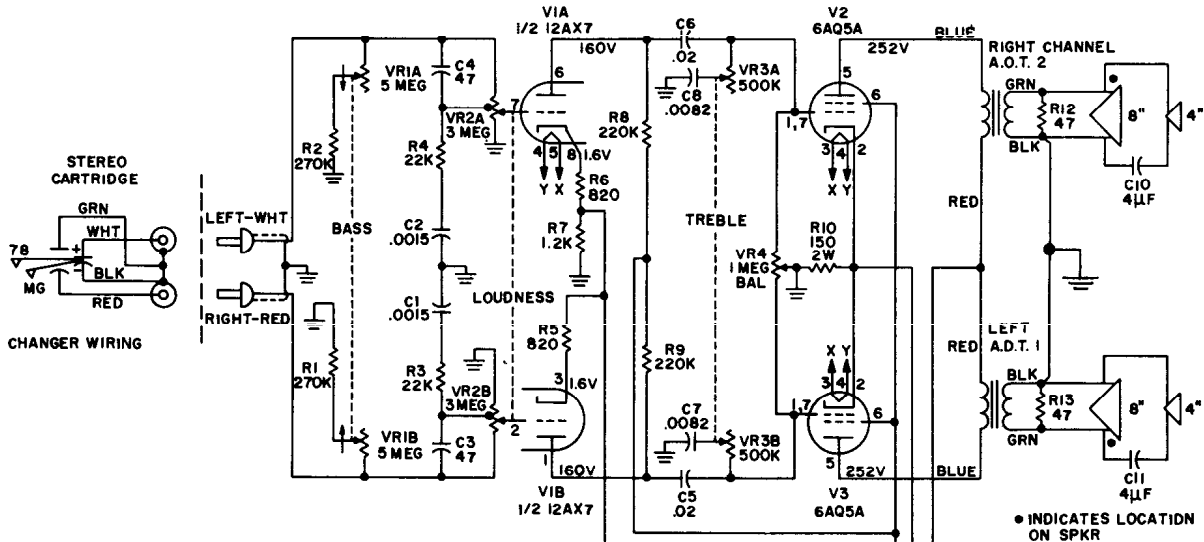 STEREO
CARTRIDGE
GRN
WHT
78
+
-
BLK
MG
RED
CHANGER WIRING
LEFT-WHT
RIGHT-RED
R2
270K
R1
270K
VR1A
5 MEG
BASS
VR1B
5 MEG
C4
47
R4
22K
C2
.0015
C1
.0015
R3
22K
C3
47
VR2A
3 MEG
LOUDNESS
VR2B
3 MEG
V1A
1/2 12AX7
160V
6
7
4
5
8
1.6V
Y
X
R6
820
R7
1.2K
R5
820
3
1.6V
2
1
160V
V1B
1/2 12AX7
R8
220K
R9
220K
C6
.02
C8
.0082
VR3A
500K
TREBLE
C7
.0082
VR3B
500K
C5
.02
VR4
1 MEG
BAL
R10
150
2W
V2
6AQ5A
252V
5
6
1,7
3
4
2
X
Y
X
Y
3
4
2
1,7
6
5
252V
V3
6AQ5A
BLUE
RED
RED
BLUE
RIGHT CHANNEL
A.O.T. 2
GRN
R12
47
BLK
8"
4"
C10
4µF
LEFT
A.D.T. 1
BLK
R13
47
GRN
8"
4"
C11
4µF
● INDICATES LOCATION
ON SPKR